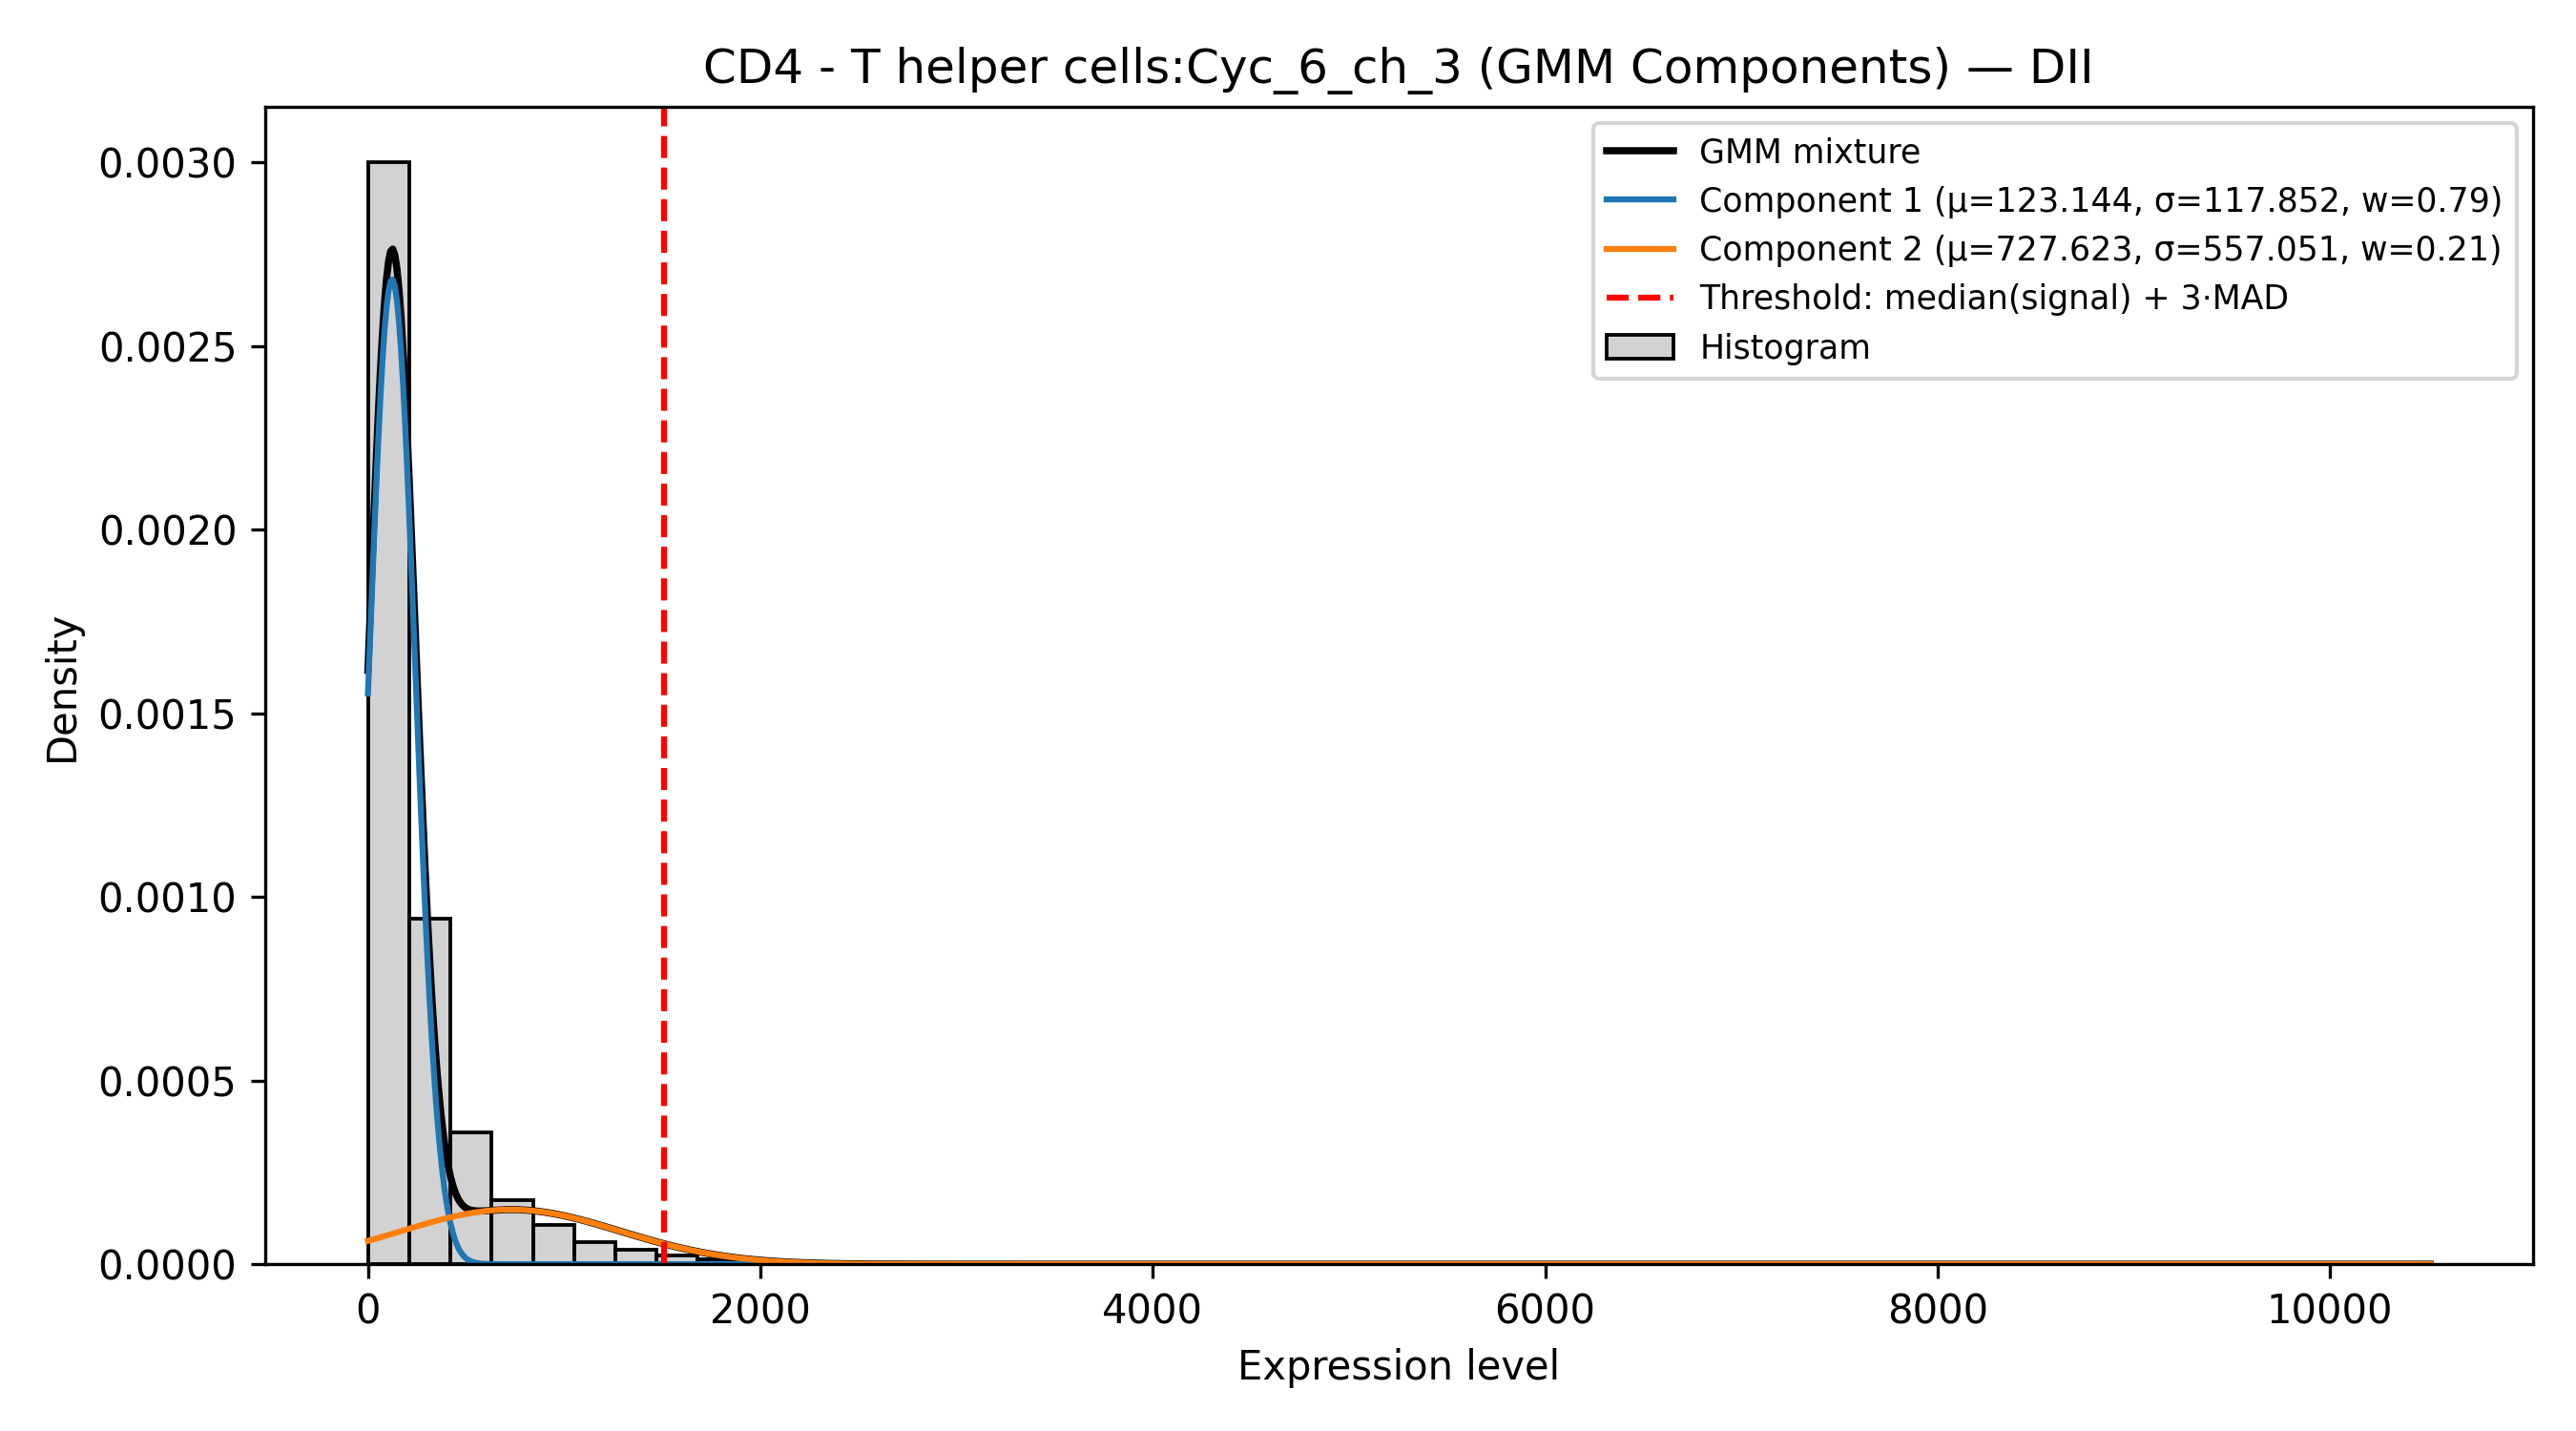 CD4 - T helper cells:Cyc_6_ch_3 (GMM Components) — DII
GMM mixture
Component 1 (μ=123.144, σ=117.852, w=0.79)
Component 2 (μ=727.623, σ=557.051, w=0.21)
Threshold: median(signal) + 3·MAD
Histogram
Density
0.0030
0.0025
0.0020
0.0015
0.0010
0.0005
0.0000
0
2000
4000
6000
8000
10000
Expression level